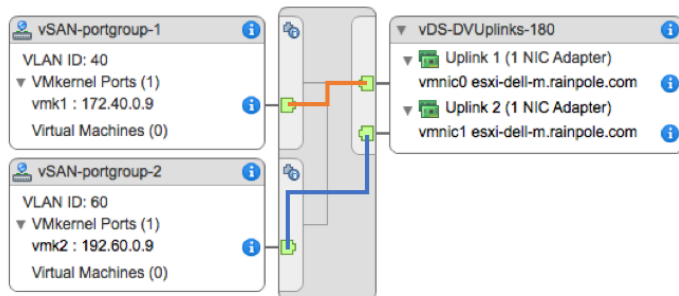 vSAN-portgroup-1
VLAN ID: 40
VMkernel Ports (1)
vmk1 : 172.40.0.9
Virtual Machines (0)
vSAN-portgroup-2
VLAN ID: 60
VMkernel Ports (1)
vmk2 : 192.60.0.9
Virtual Machines (0)
vDS-DVUplinks-180
Uplink 1 (1 NIC Adapter)
vmnic0 esxi-dell-m.rainpole.com
Uplink 2 (1 NIC Adapter)
vmnic1 esxi-dell-m.rainpole.com